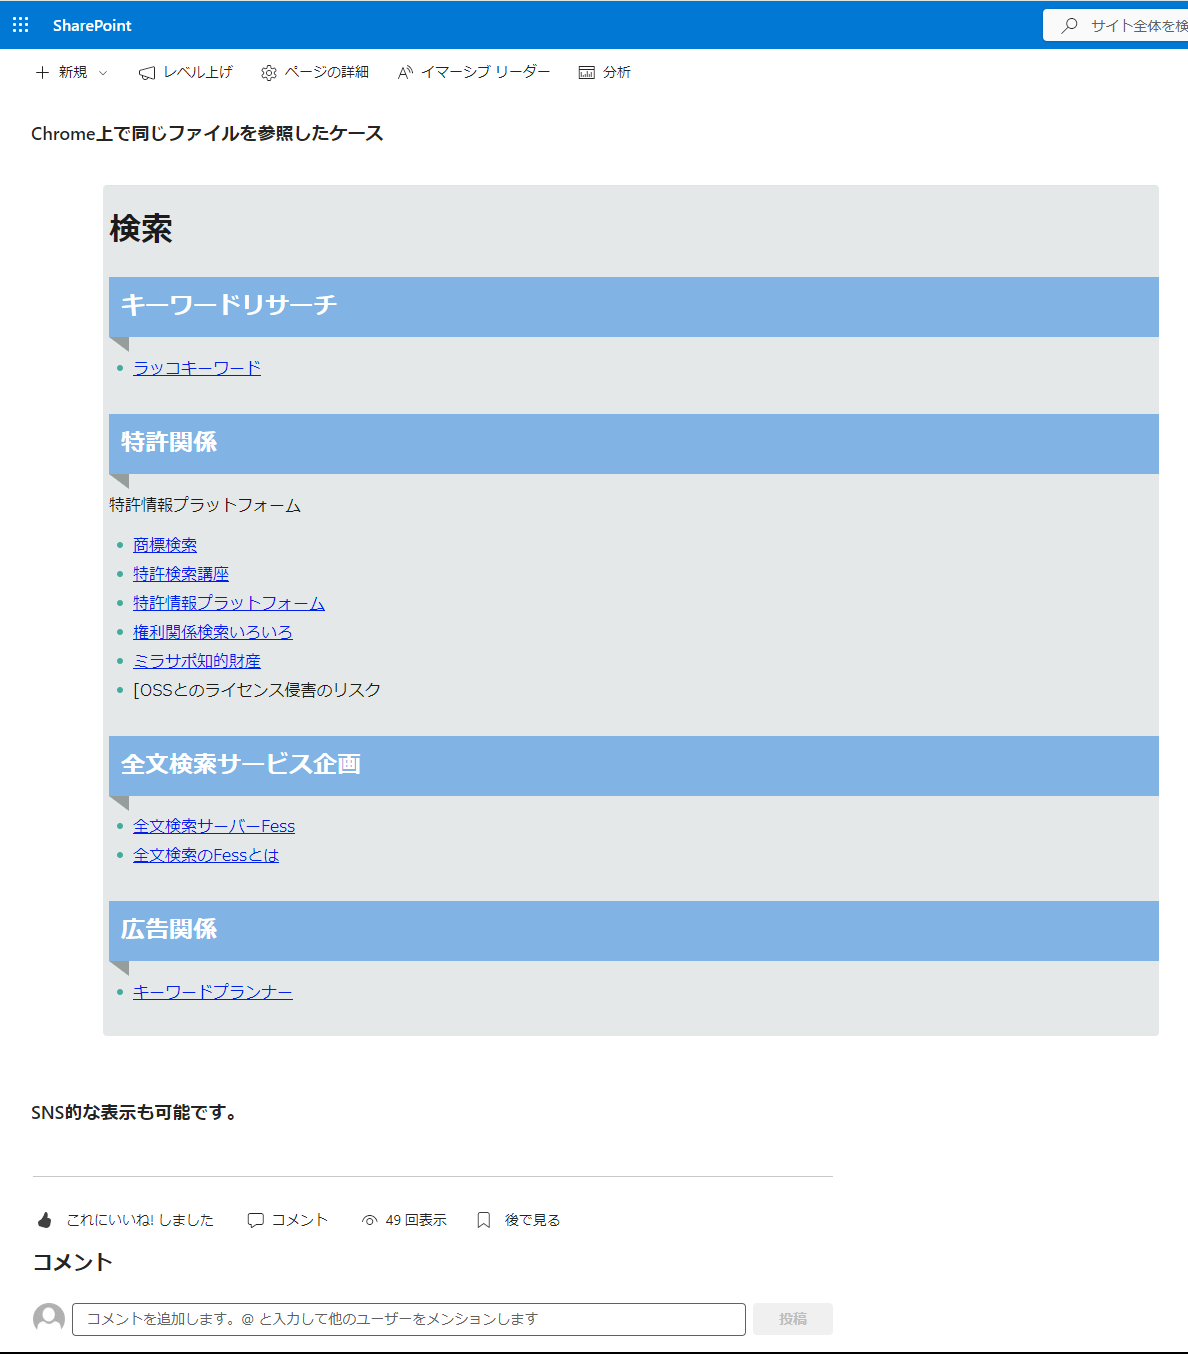 SharePoint
サイト全体を検
新規
レベル上げ
ページの詳細
イマーシブ リーダー
分析
Chrome上で同じファイルを参照したケース
検索
キーワードリサーチ
ラッコキーワード
特許関係
特許情報プラットフォーム
商標検索
特許検索講座
特許情報プラットフォーム
権利関係検索いろいろ
ミラサポ知的財産
[OSSとのライセンス侵害のリスク
全文検索サービス企画
全文検索サーバーFess
全文検索のFessとは
広告関係
キーワードプランナー
SNS的な表示も可能です。
これにいいね! しました
コメント
49 回表示
後で見る
コメント
コメントを追加します。@ と入力して他のユーザーをメンションします
投稿